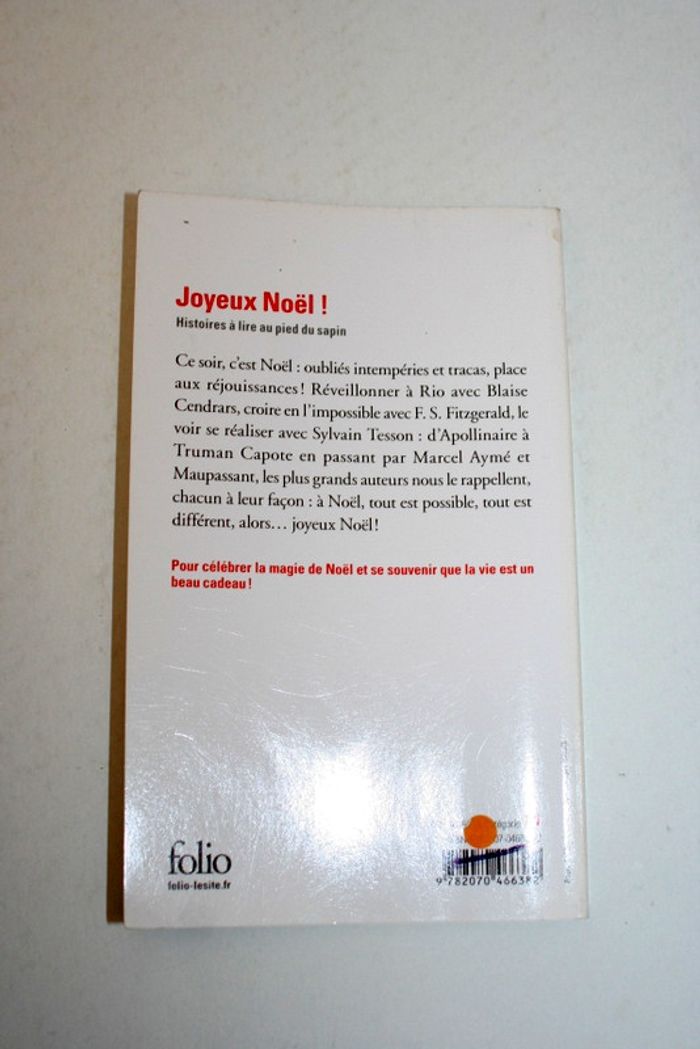 Joyeux Noël !
Histoires à lire au pied du sapin
Ce soir, c'est Noël : oubliés intempéries et tracas, place
aux réjouissances ! Réveillonner à Rio avec Blaise
Cendrars, croire en l'impossible avec F. S. Fitzgerald, le
voir se réaliser avec Sylvain Tesson : d'Apollinaire à
Truman Capote en passant par Marcel Aymé et
Maupassant, les plus grands auteurs nous le rappellent,
chacun à leur façon : à Noël, tout est possible, tout est
différent, alors… joyeux Noël !
Pour célébrer la magie de Noël et se souvenir que la vie est un
beau cadeau !
folio
folio-lesite.fr
9 782070 466382